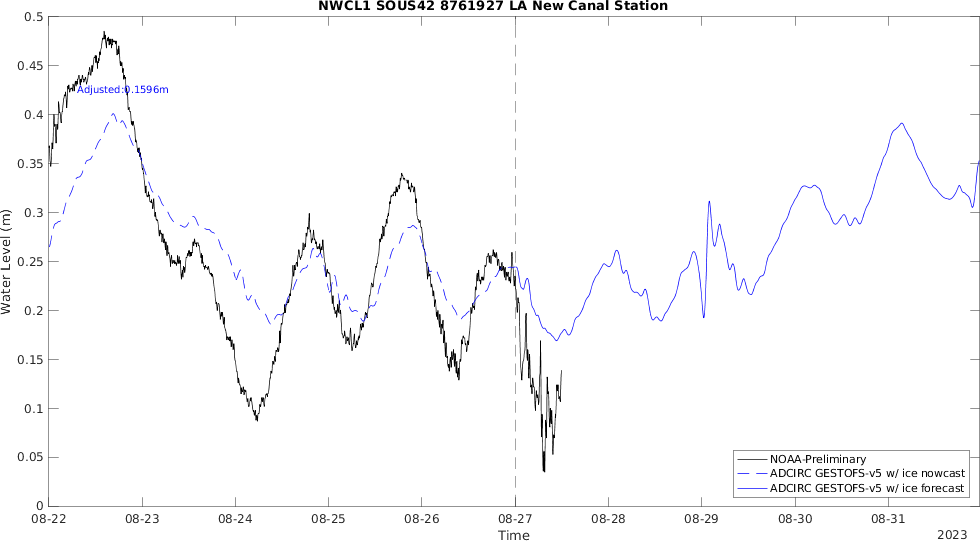 NWCL1 SOUS42 8761927 LA New Canal Station
Water Level (m)
0.5
0.45
0.4
0.35
0.3
0.25
0.2
0.15
0.1
0.05
0
Adjusted:0.1596m
NOAA-Preliminary
ADCIRC GESTOFS-v5 w/ ice nowcast
ADCIRC GESTOFS-v5 w/ ice forecast
08-22 08-23 08-24 08-25 08-26 08-27 08-28 08-29 08-30 08-31
Time
2023